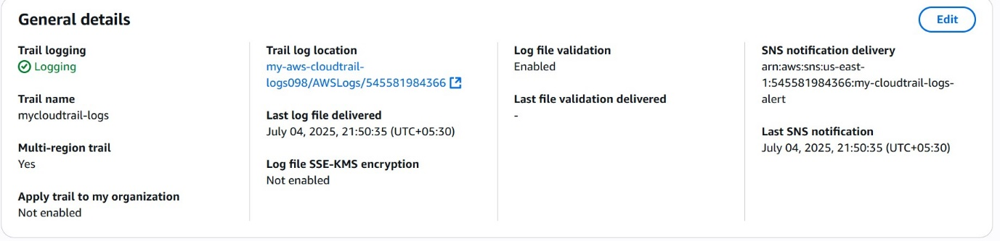 General details
Edit
Trail logging
Logging
Trail name
mycloudtrail-logs
Multi-region trail
Yes
Apply trail to my organization
Not enabled
Trail log location
my-aws-cloudtrail-
logs098/AWSLogs/545581984366
Last log file delivered
July 04, 2025, 21:50:35 (UTC+05:30)
Log file SSE-KMS encryption
Not enabled
Log file validation
Enabled
Last file validation delivered
-
SNS notification delivery
arn:aws:sns:us-east-
1:545581984366:my-cloudtrail-logs-
alert
Last SNS notification
July 04, 2025, 21:50:35 (UTC+05:30)